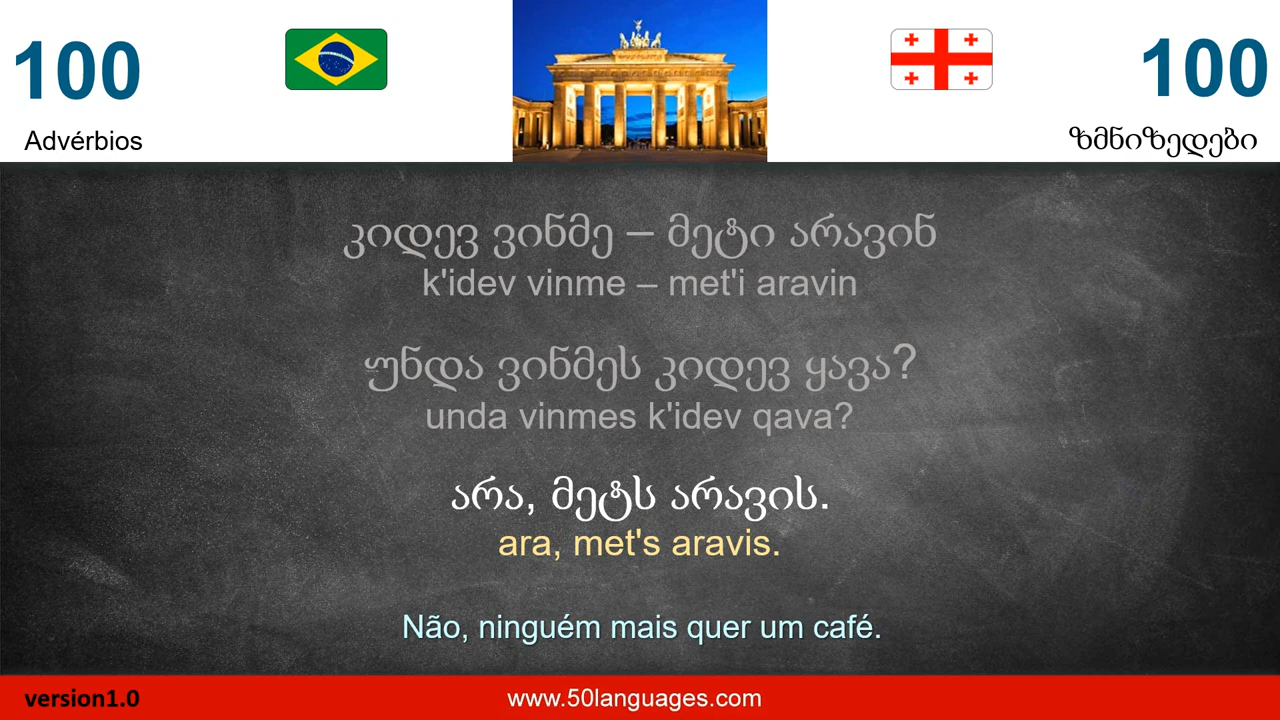 100
100
Advérbios
ზმნიზედები
კიდევ ვინმე – მეტი არავინ
k'idev vinme – met'i aravin
უნდა ვინმეს კიდევ ყავა?
unda vinmes k'idev qava?
არა, მეტს არავის.
ara, met's aravis.
Não, ninguém mais quer um café.
version1.0
www.50languages.com